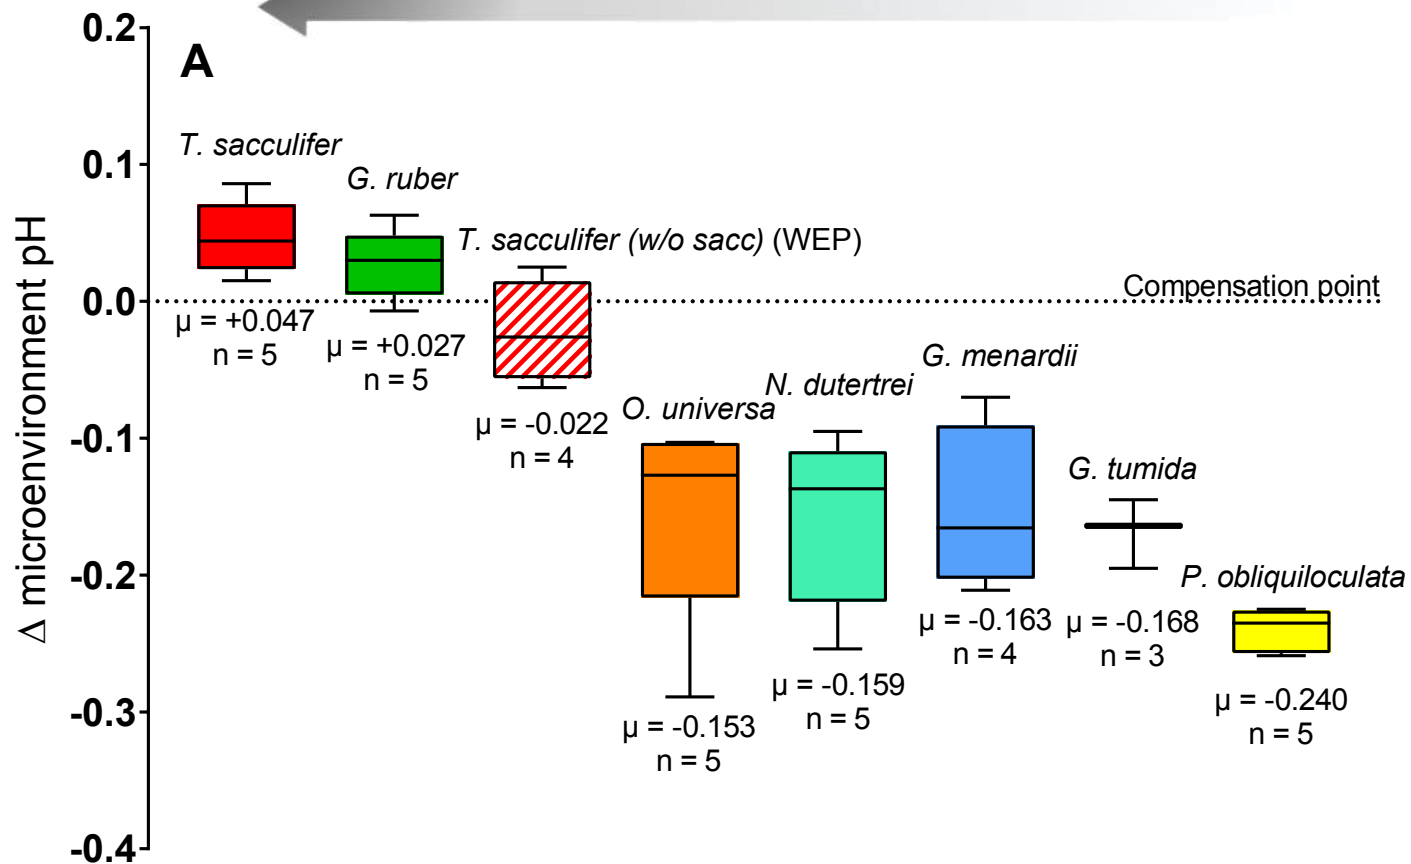 A
0.2
0.1
0.0
-0.1
-0.2
-0.3
-0.4
Δ microenvironment pH
T. sacculifer
μ = +0.047
n = 5
G. ruber
μ = +0.027
n = 5
T. sacculifer (w/o sacc) (WEP)
μ = -0.022
n = 4
Compensation point
O. universa
μ = -0.153
n = 5
N. dutertrei
μ = -0.159
n = 5
G. menardii
μ = -0.163
n = 4
G. tumida
μ = -0.168
n = 3
P. obliquiloculata
μ = -0.240
n = 5